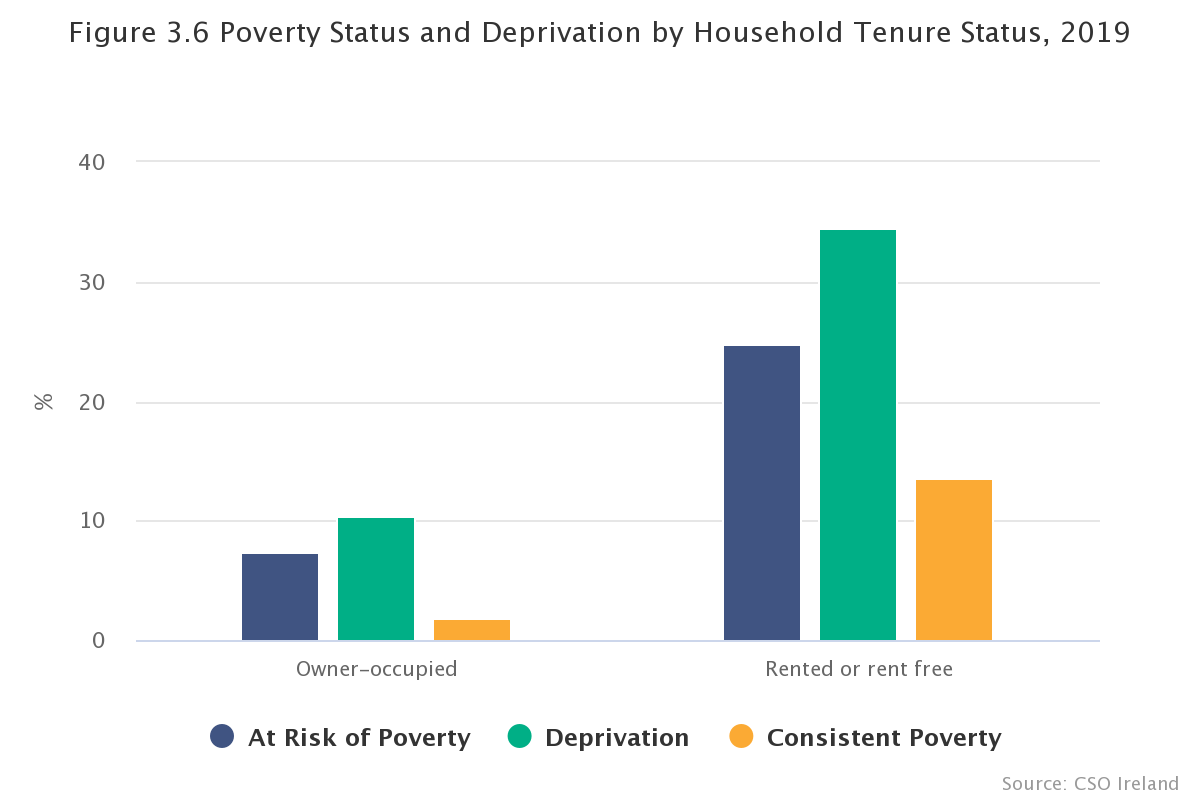 Figure 3.6 Poverty Status and Deprivation by Household Tenure Status, 2019
40
30
20
10
0
%
Owner-occupied
Rented or rent free
At Risk of Poverty
Deprivation
Consistent Poverty
Source: CSO Ireland